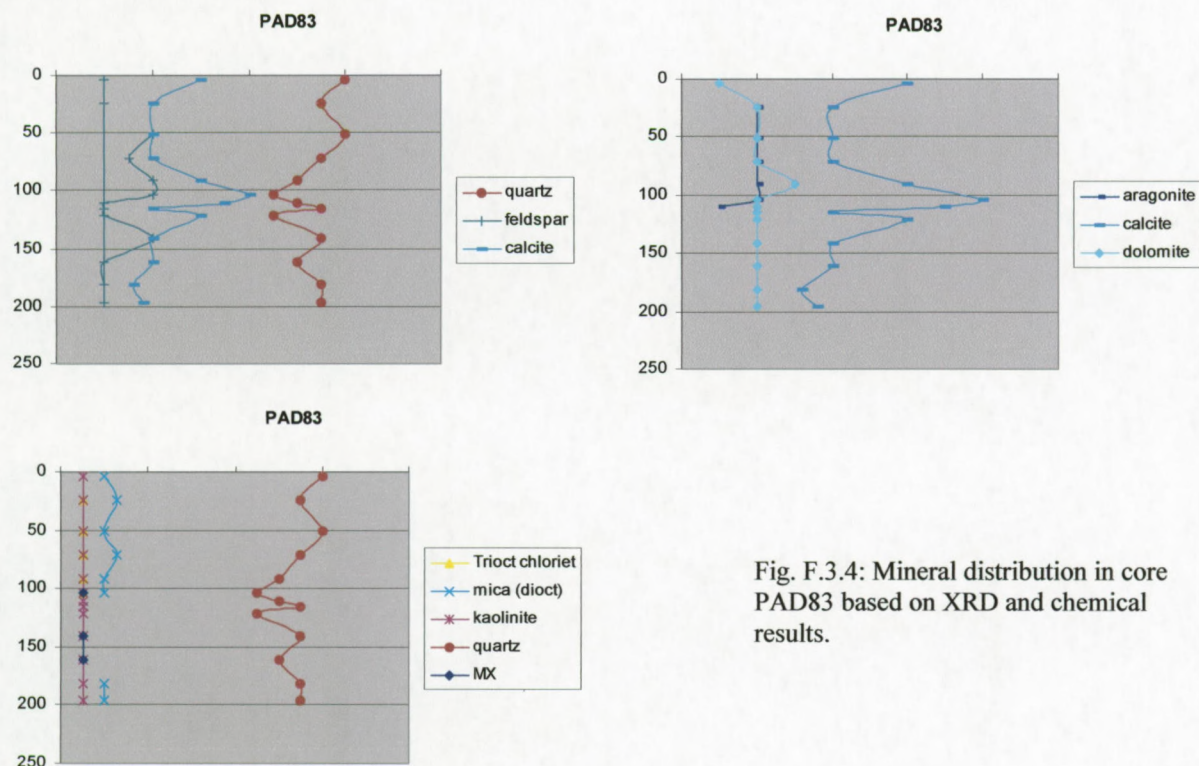 PAD83
0
50
100
150
200
250
quartz
feldspar
calcite
PAD83
0
50
100
150
200
250
aragonite
calcite
dolomite
PAD83
0
50
100
150
200
250
Trioct chloriet
mica (dioct)
kaolinite
quartz
MX
Fig. F.3.4: Mineral distribution in core
PAD83 based on XRD and chemical
results.